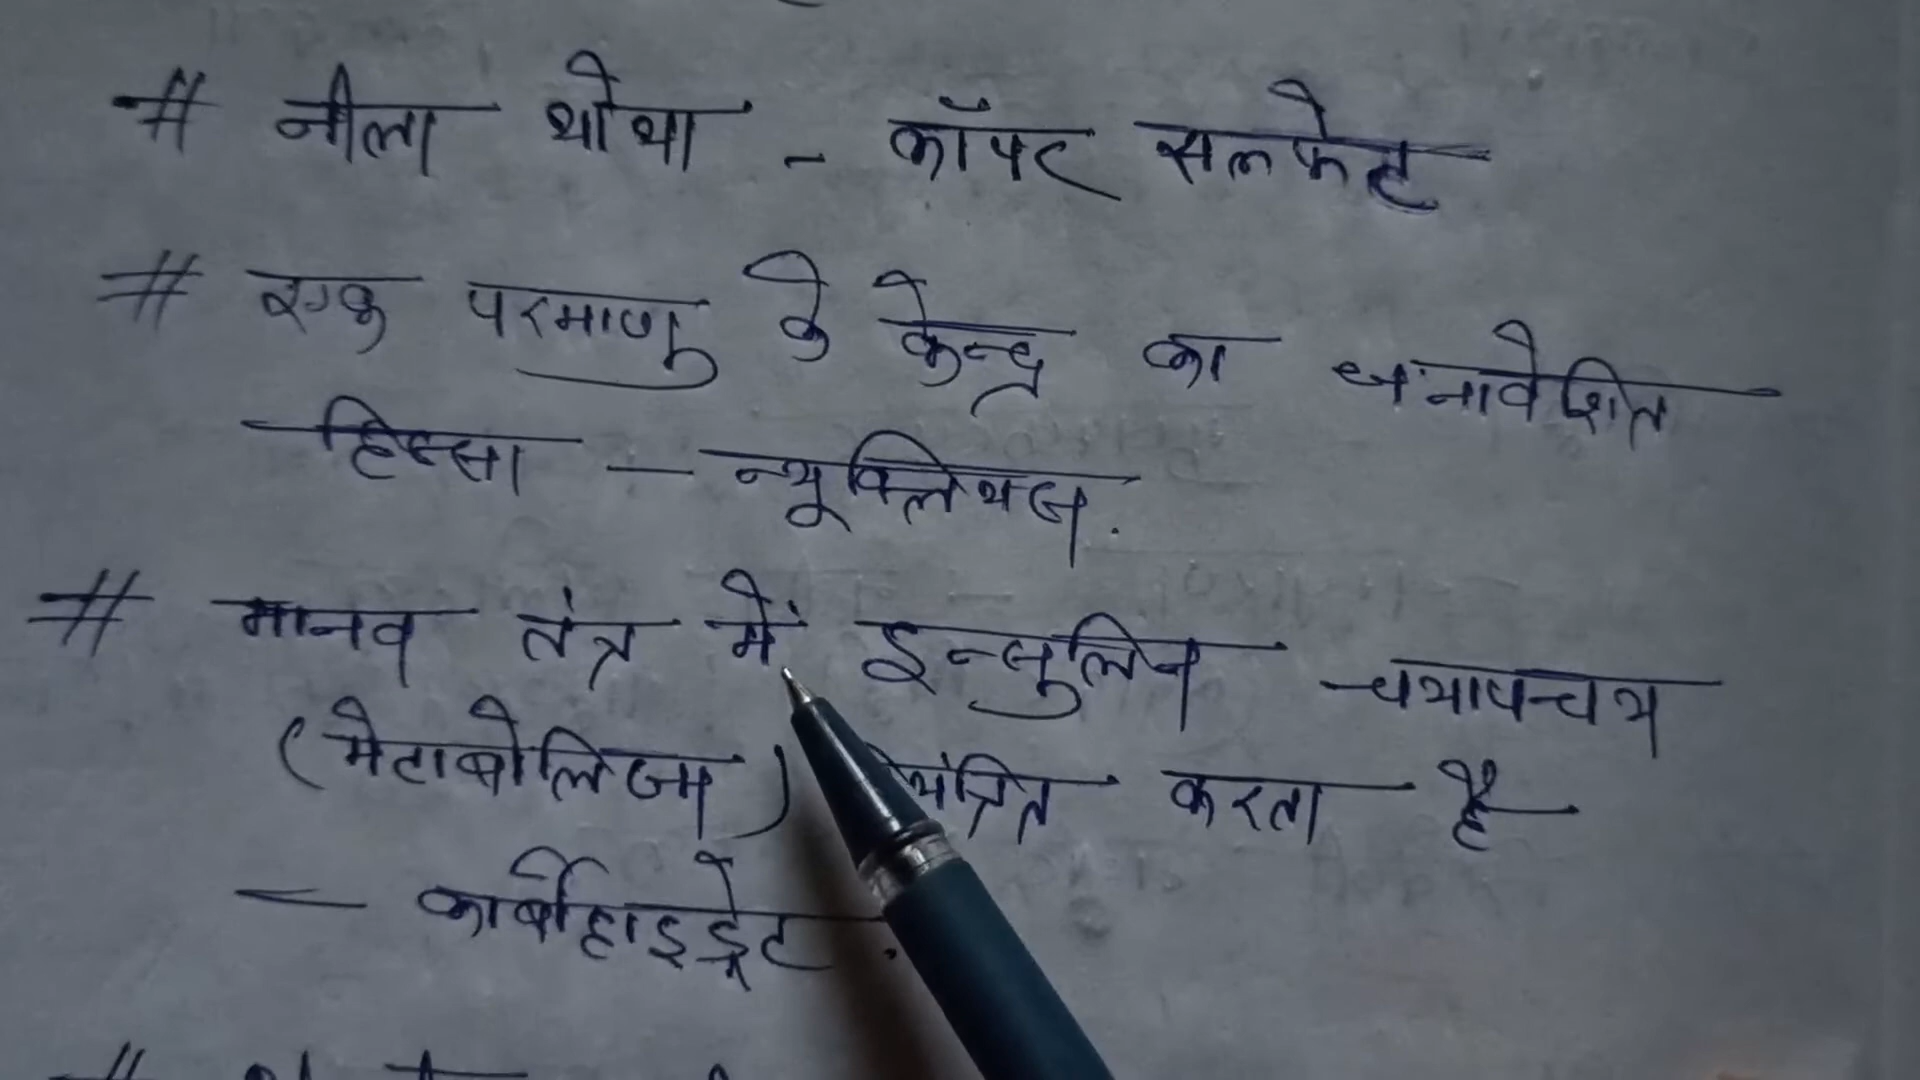 # नीला थोथा - कॉपर सल्फेट
# एक परमाणु के केन्द्र का धनावेशित
हिस्सा - न्यूक्लियस.
# मानव तंत्र में इन्सुलिन चयापचय
(मेटाबोलिज्म) नियंत्रित करता है
- कार्बोहाइड्रेट.